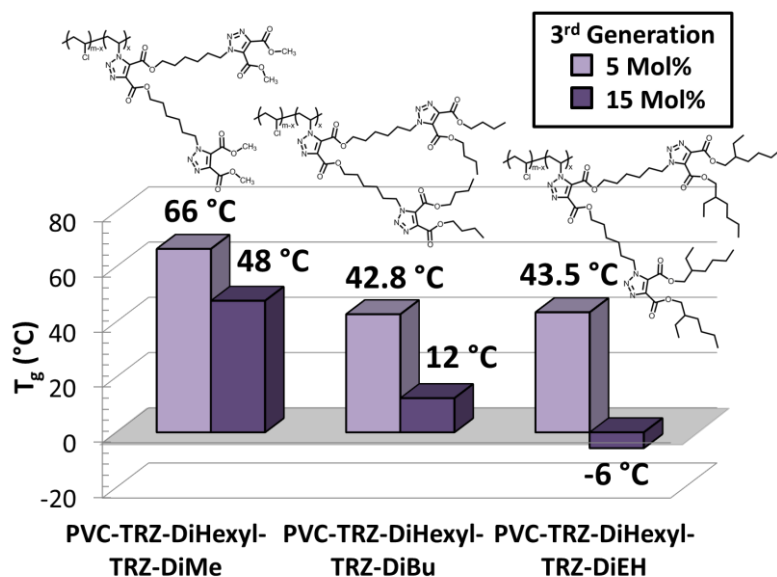 3rd Generation
5 Mol%
15 Mol%
Tg (°C)
80
60
40
20
0
-20
66 °C
48 °C
42.8 °C
12 °C
43.5 °C
-6 °C
PVC-TRZ-DiHexyl-
TRZ-DiMe
PVC-TRZ-DiHexyl-
TRZ-DiBu
PVC-TRZ-DiHexyl-
TRZ-DiEH